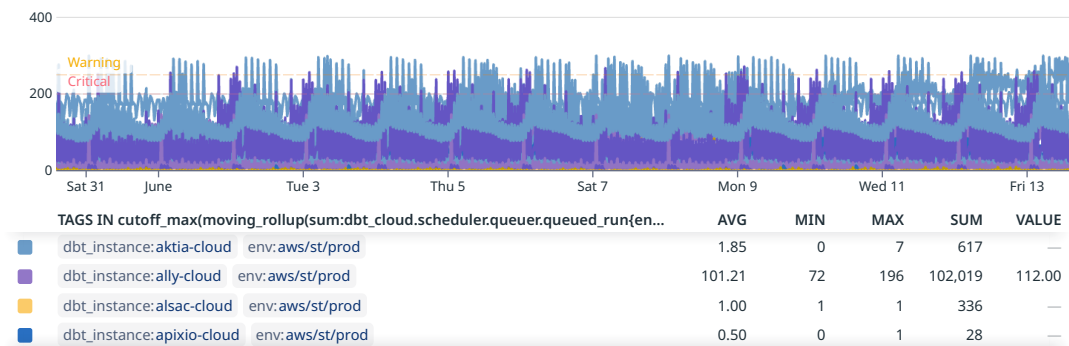 400
Warning
Critical
200
0
Sat 31 June Tue 3 Thu 5 Sat 7 Mon 9 Wed 11 Fri 13
TAGS IN cutoff_max(moving_rollup(sum:dbt_cloud.scheduler.queuer.queued_run{en... AVG MIN MAX SUM VALUE
dbt_instance:aktia-cloud env:aws/st/prod 1.85 0 7 617 —
dbt_instance:ally-cloud env:aws/st/prod 101.21 72 196 102,019 112.00
dbt_instance:alsac-cloud env:aws/st/prod 1.00 1 1 336 —
dbt_instance:apixio-cloud env:aws/st/prod 0.50 0 1 28 —